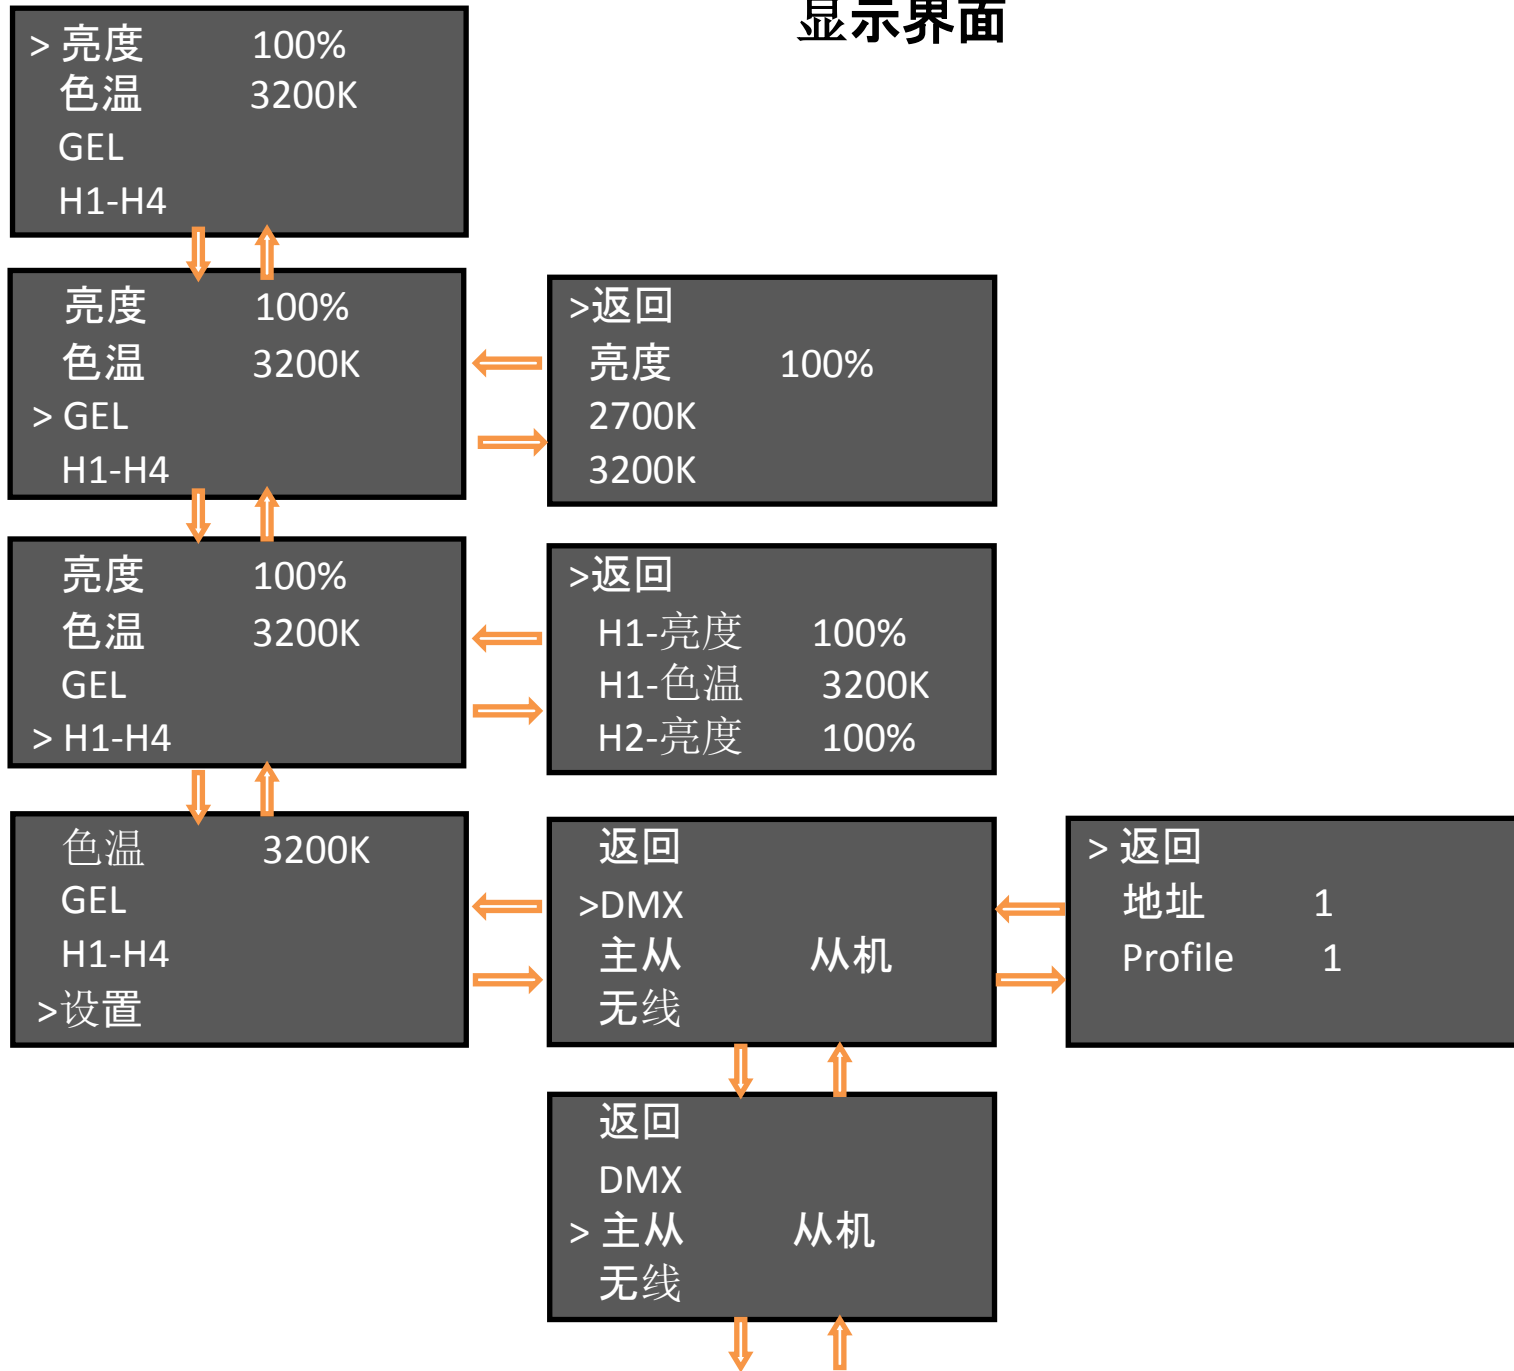 显示界面
> 亮度 100%
色温 3200K
GEL
H1-H4
亮度 100%
色温 3200K
> GEL
H1-H4
>返回
亮度 100%
2700K
3200K
亮度 100%
色温 3200K
GEL
> H1-H4
>返回
H1-亮度 100%
H1-色温 3200K
H2-亮度 100%
色温 3200K
GEL
H1-H4
>设置
返回
>DMX
主从 从机
无线
> 返回
地址 1
Profile 1
返回
DMX
> 主从 从机
无线